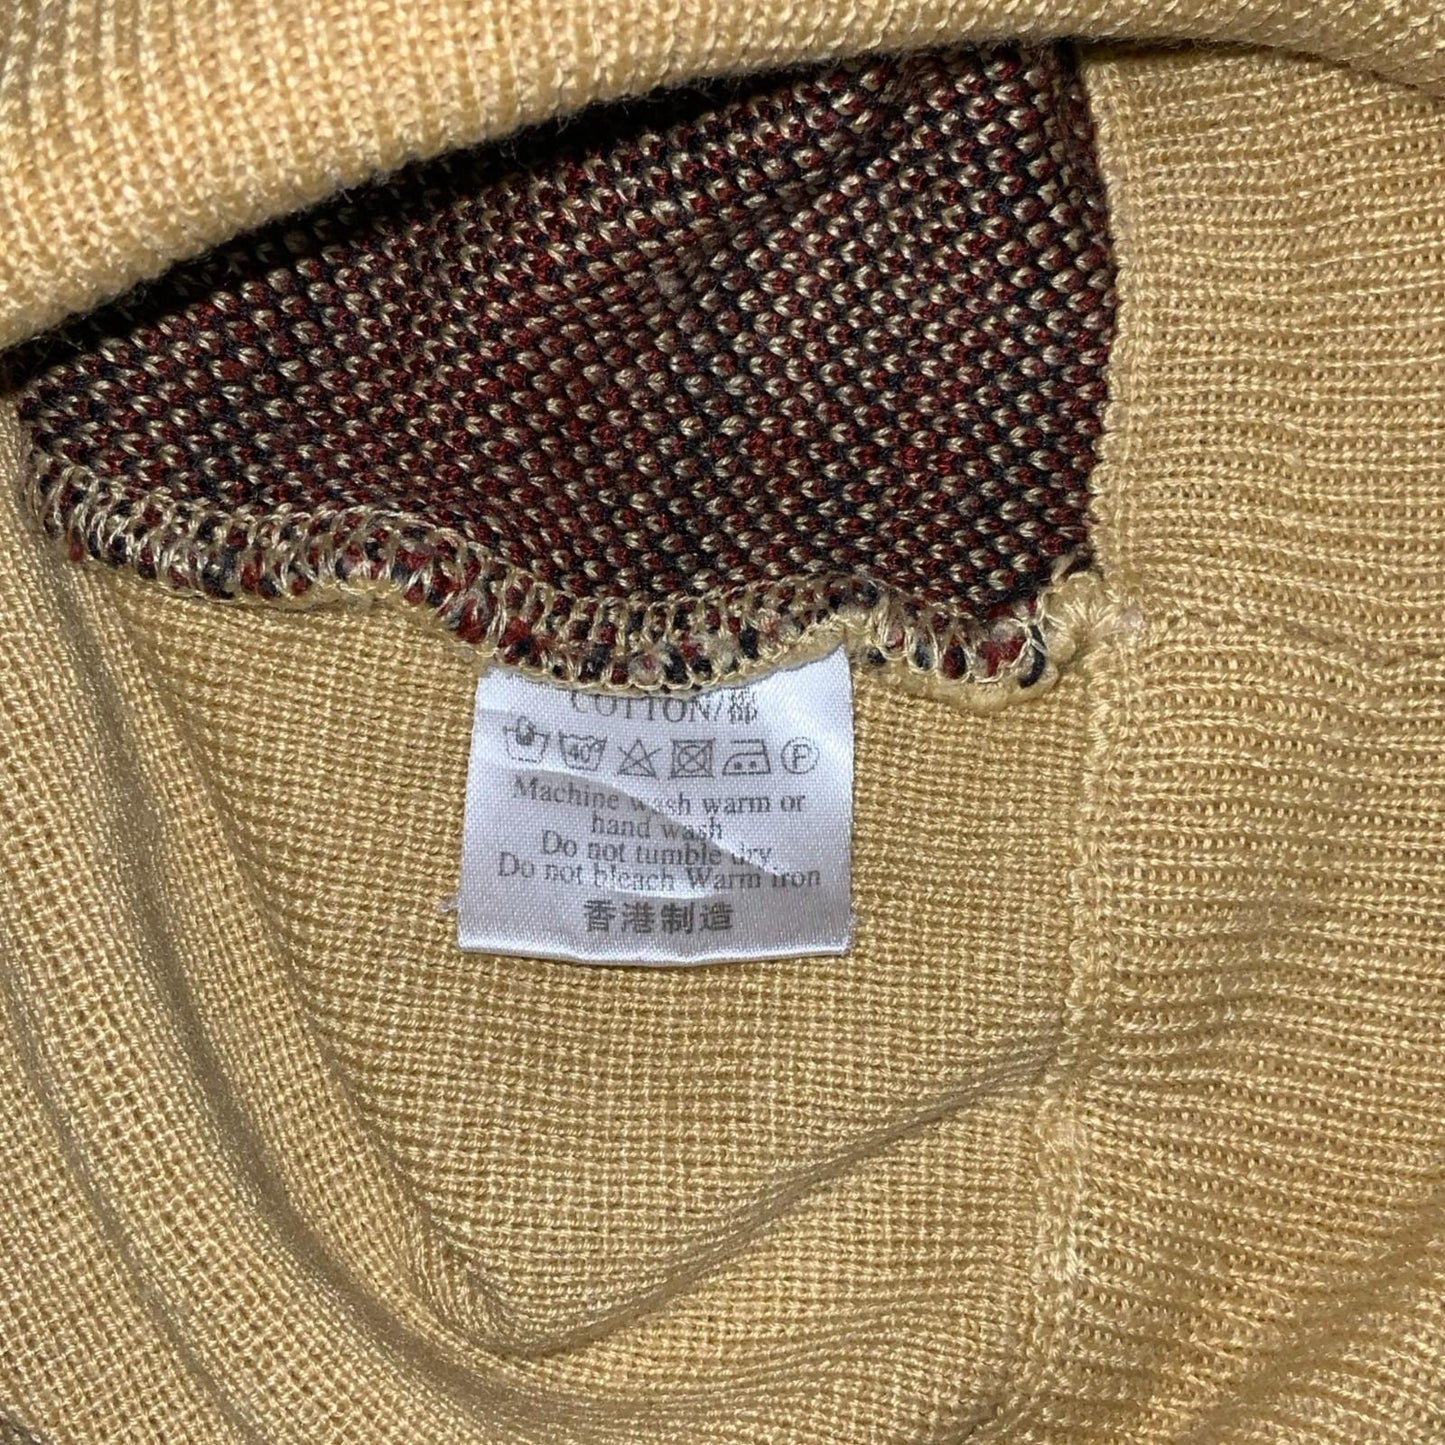 COTTON/
40 P
Machine wash warm or
hand wash
Do not tumble dry.
Do not bleach Warm iron
香港制造